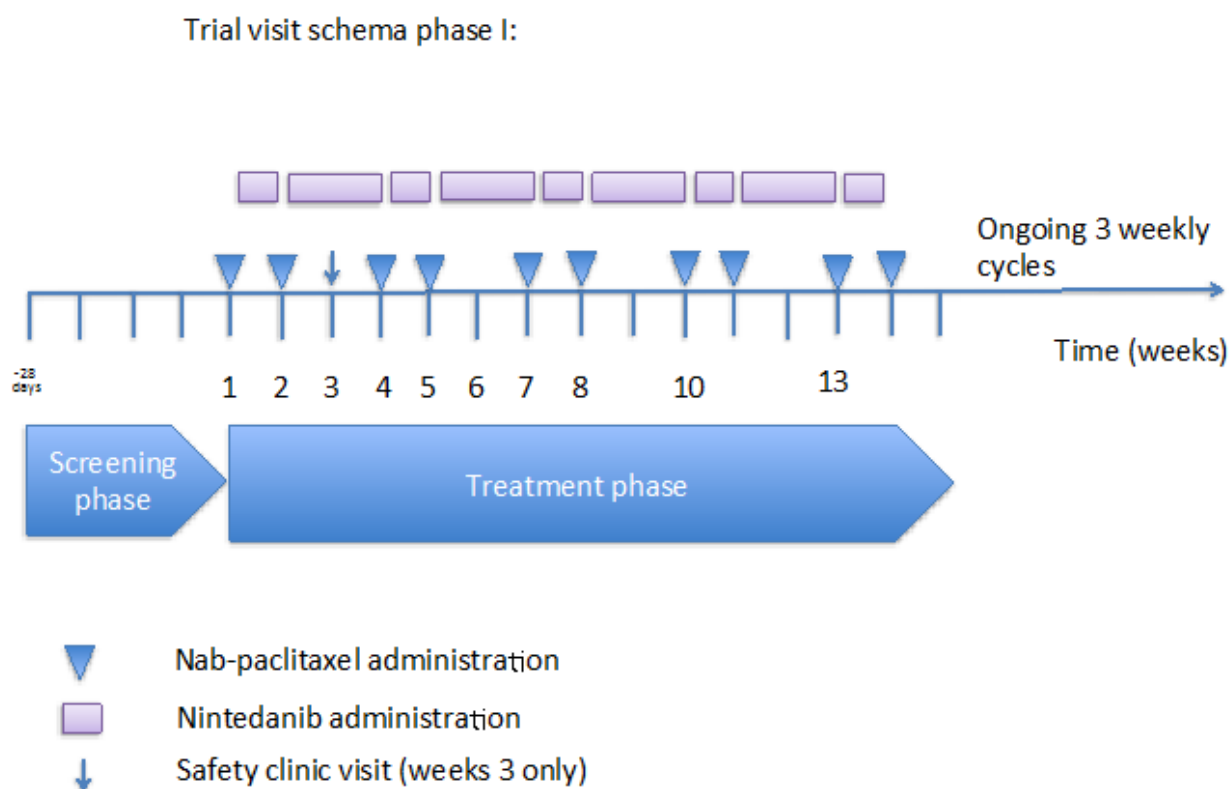 Trial visit schema phase I:
Ongoing 3 weekly
cycles
Time (weeks)
-28
days
1 2 3 4 5 6 7 8 10 13
Screening
phase
Treatment phase
Nab-paclitaxel administration
Nintedanib administration
Safety clinic visit (weeks 3 only)